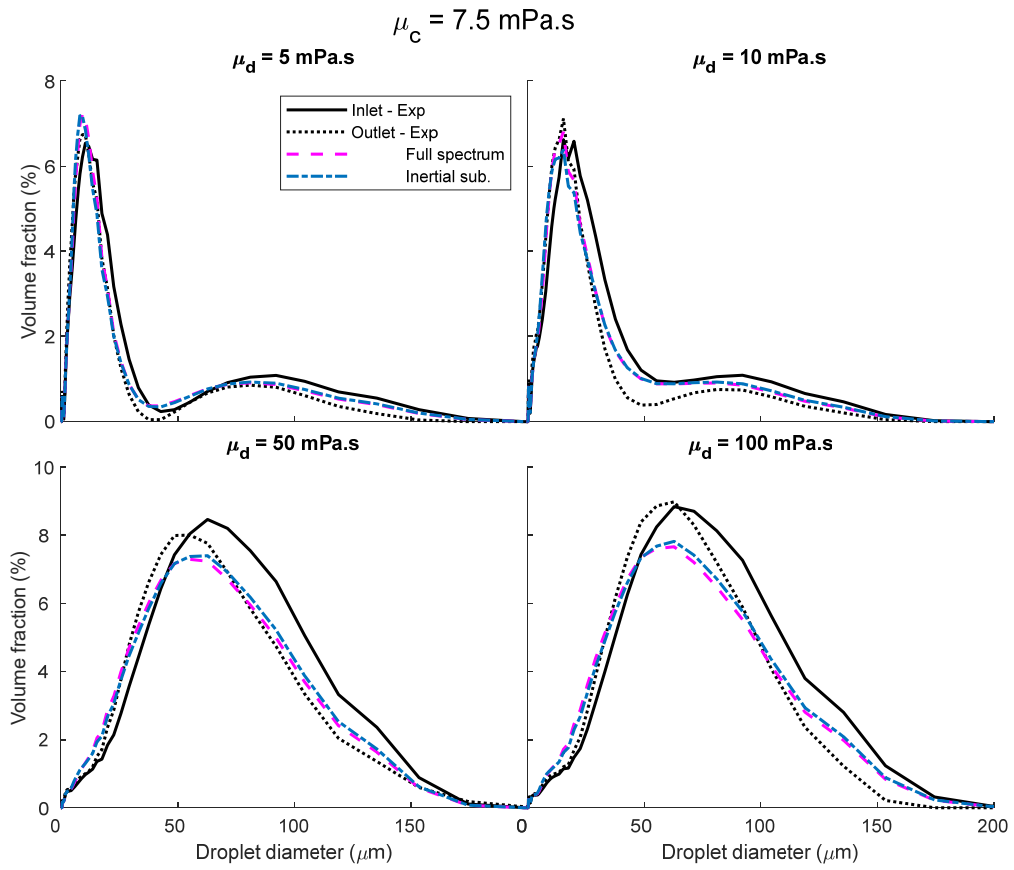 μc = 7.5 mPa.s
μd = 5 mPa.s
μd = 10 mPa.s
Inlet - Exp
Outlet - Exp
Full spectrum
Inertial sub.
Volume fraction (%)
8
6
4
2
0
μd = 50 mPa.s
μd = 100 mPa.s
Volume fraction (%)
10
8
6
4
2
0
0
50
100
150
0
50
100
150
200
Droplet diameter (μm)
Droplet diameter (μm)